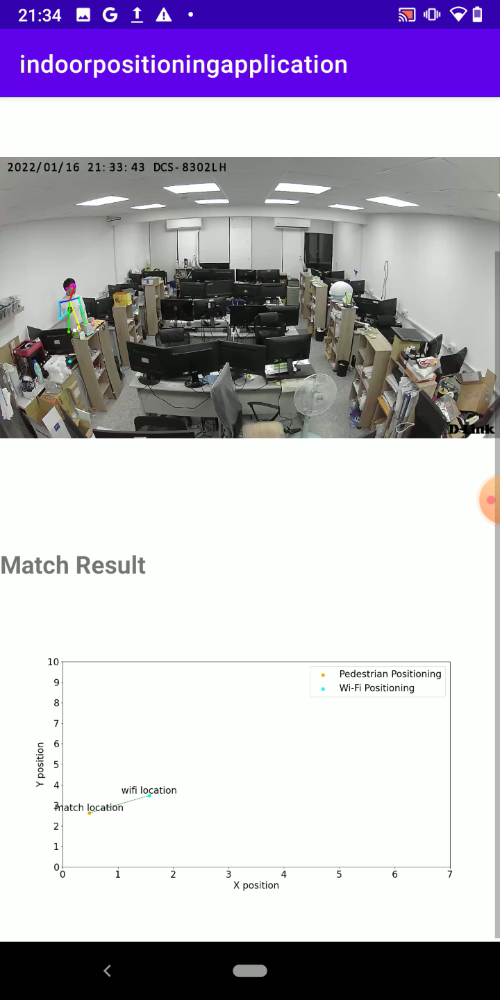 21:34
indoorpositioningapplication
2022/01/16 21:33:43 DCS-8302LH
D-Link
Match Result
10
9
8
7
6
5
4
3
2
1
0
Y position
Pedestrian Positioning
Wi-Fi Positioning
wifi location
match location
0 1 2 3 4 5 6 7
X position